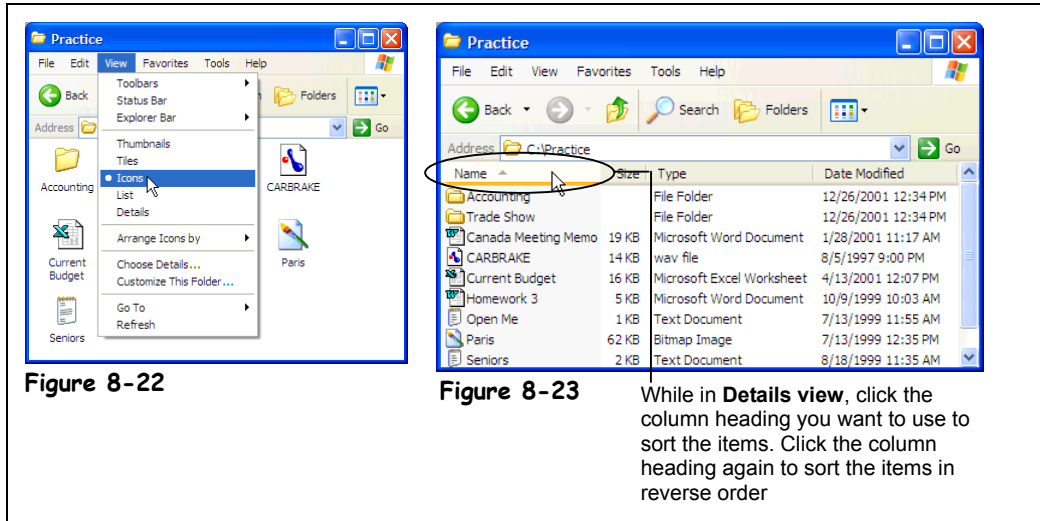 Practice
File Edit View Favorites Tools Help
Back Folders
Address Go
Toolbars
Status Bar
Explorer Bar
Thumbnails
Tiles
Icons
List
Details
Arrange Icons by
Choose Details...
Customize This Folder...
Go To
Refresh
Accounting CARBRAKE
Current Budget Paris
Seniors
Figure 8-22
Practice
File Edit View Favorites Tools Help
Back Search Folders
Address C:\Practice Go
Name Size Type Date Modified
Accounting File Folder 12/26/2001 12:34 PM
Trade Show File Folder 12/26/2001 12:34 PM
Canada Meeting Memo 19 KB Microsoft Word Document 1/28/2001 11:17 AM
CARBRAKE 14 KB wav file 8/5/1997 9:00 PM
Current Budget 16 KB Microsoft Excel Worksheet 4/13/2001 12:07 PM
Homework 3 5 KB Microsoft Word Document 10/9/1999 10:03 AM
Open Me 1 KB Text Document 7/13/1999 11:55 AM
Paris 62 KB Bitmap Image 7/13/1999 12:35 PM
Seniors 2 KB Text Document 8/18/1999 11:35 AM
Figure 8-23
While in Details view, click the
column heading you want to use to
sort the items. Click the column
heading again to sort the items in
reverse order